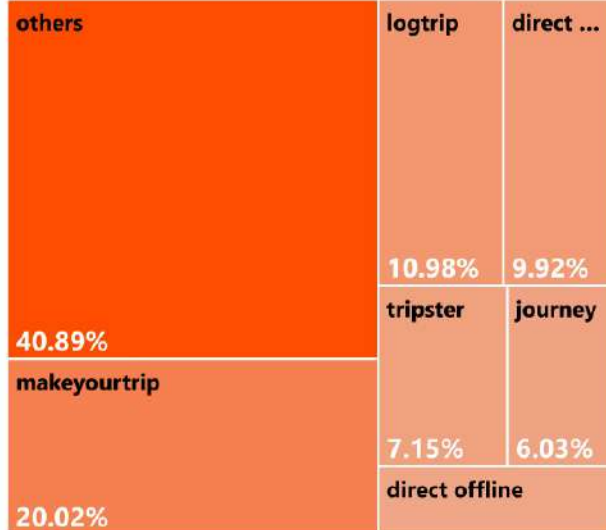 others
40.89%
makeyourtrip
20.02%
logtrip
10.98%
direct ...
9.92%
tripster
7.15%
journey
6.03%
direct offline